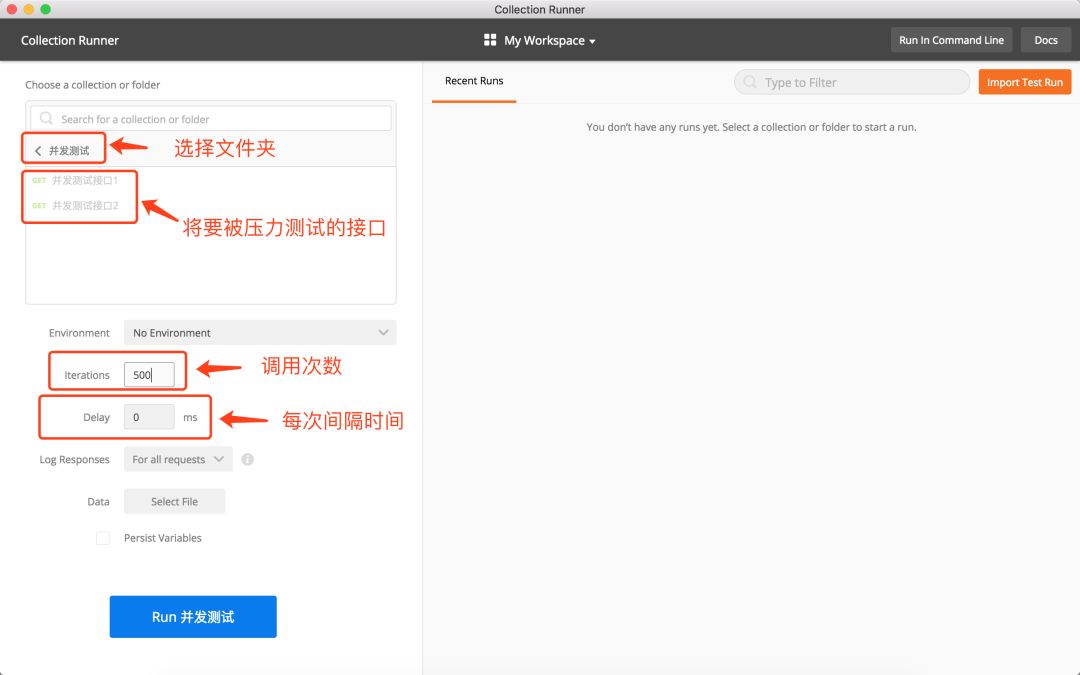 Collection Runner
Collection Runner
My Workspace
Run In Command Line
Docs
Choose a collection or folder
Search for a collection or folder
并发测试
选择文件夹
GET 并发测试接口1
GET 并发测试接口2
将要被压力测试的接口
Environment
No Environment
Iterations
500
调用次数
Delay
0
ms
每次间隔时间
Log Responses
For all requests
Data
Select File
Persist Variables
Run 并发测试
Recent Runs
Type to Filter
Import Test Run
You don't have any runs yet. Select a collection or folder to start a run.